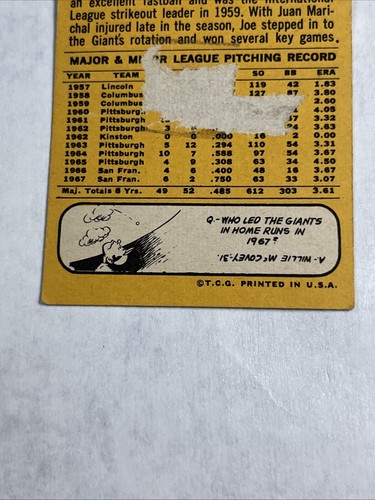 an excellent fastball and was the International
League strikeout leader in 1959. With Juan Mari-
chal injured late in the season, Joe stepped in to
the Giants rotation and won several key games.
MAJOR & MINOR LEAGUE PITCHING RECORD
YEAR TEAM SO BB ERA
1957 Lincoln 119 42 1.83
1958 Columbus 127 87 3.80
1959 Columbus 2.60
1960 Pittsburg 4.06
1961 Pittsburgh 3.32
1962 Pittsburgh 3.63
1962 Kinston 0 0 .000 16 2 0.00
1963 Pittsburgh 5 12 .294 110 54 3.31
1964 Pittsburgh 10 7 .588 97 54 3.67
1965 Pittsburgh 4 9 .308 63 34 4.50
1966 San Fran. 4 6 .400 48 16 3.67
1967 San Fran. 6 2 .750 63 33 3.07
Maj. Totals 8 Yrs. 49 52 .485 612 303 3.61
Q.-WHO LED THE GIANTS
IN HOME RUNS IN
1967?
A.-WILLIE McCOVEY-31.
©T.C.G. PRINTED IN U.S.A.